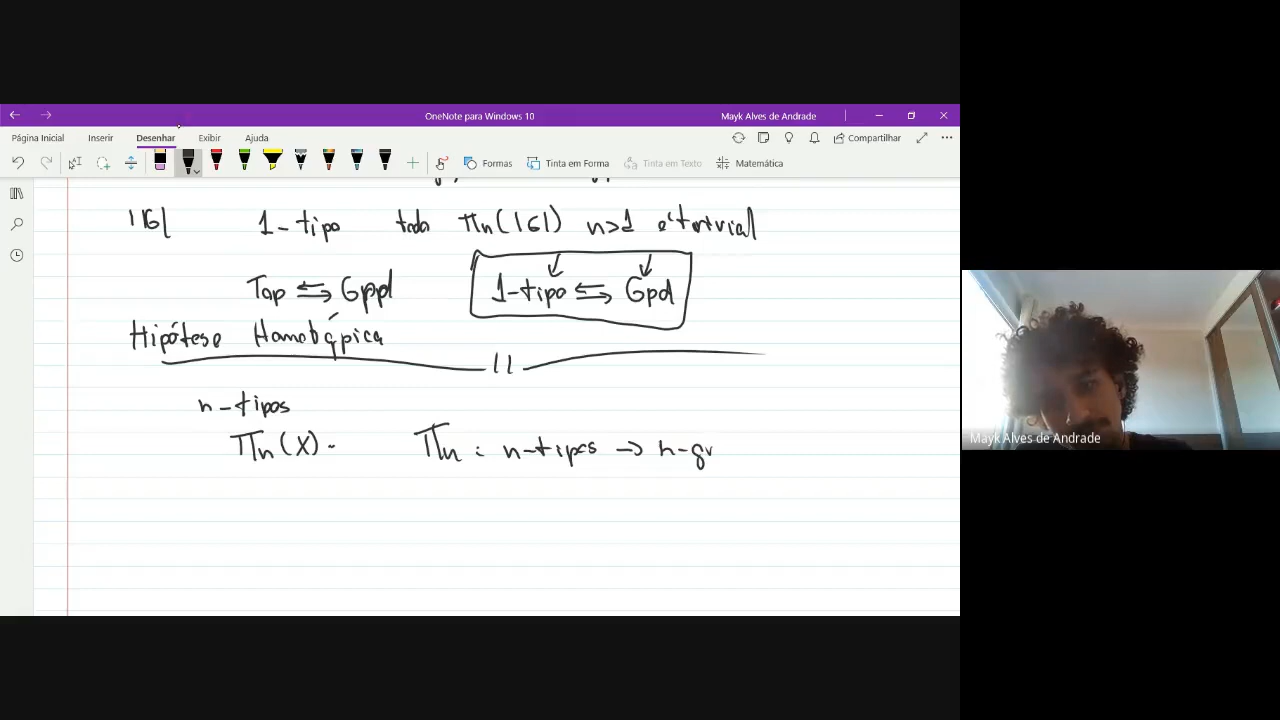 OneNote para Windows 10
Mayk Alves de Andrade
Página Inicial Inserir Desenhar Exibir Ajuda
Compartilhar
Formas Tinta em Forma Tinta em Texto Matemática
|G| 1-tipo todo πn(|G|) n>1 é trivial
Top ⇆ Gpd 1-tipo ⇆ Gpd
Hipótese Homotópica
n-tipos
Πn(X) - Πn : n-tipos → n-gr
Mayk Alves de Andrade